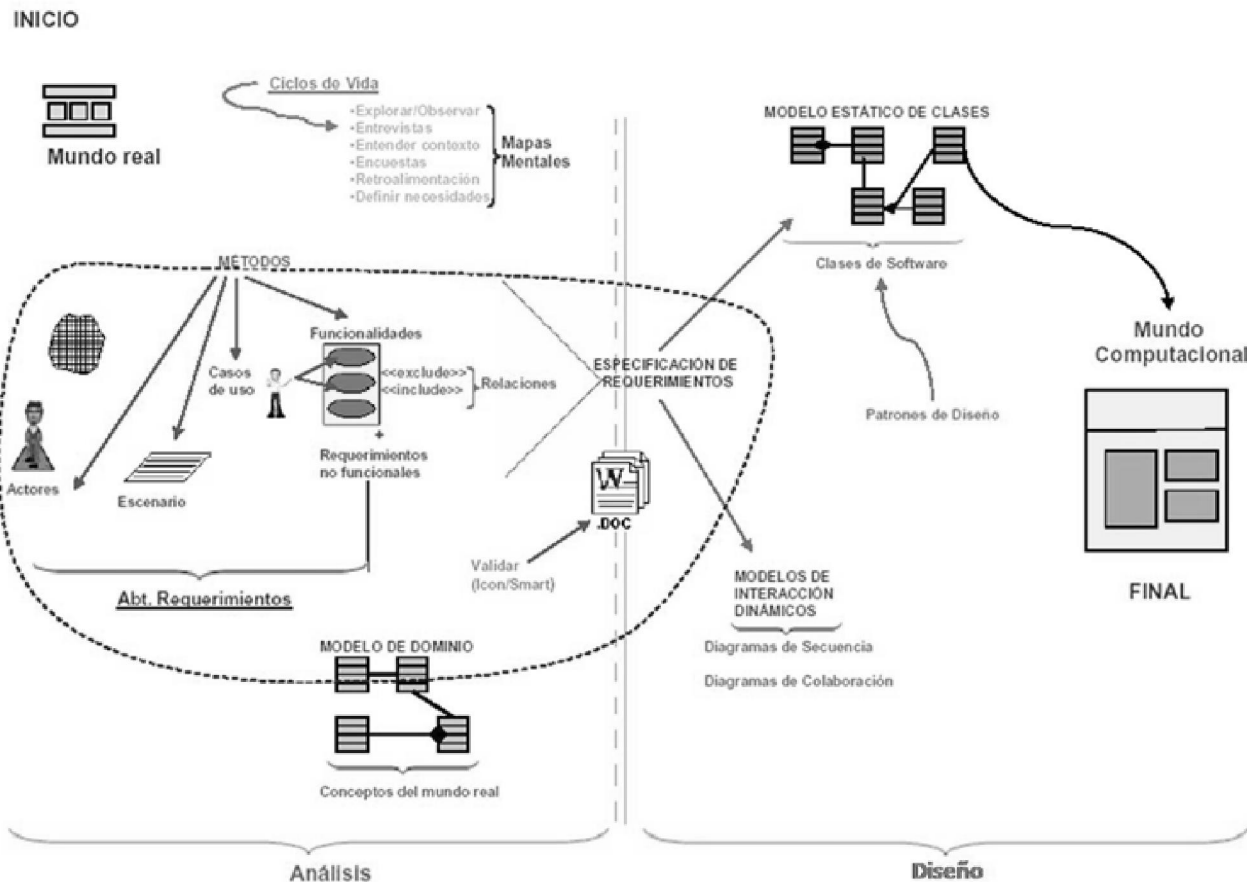 INICIO
Mundo real
Ciclos de Vida
•Explorar/Observar
•Entrevistas
•Entender contexto
•Encuestas
•Retroalimentación
•Definir necesidades
Mapas
Mentales
MÉTODOS
Funcionalidades
Casos
de uso
<<exclude>>
<<include>>
Relaciones
+
Requerimientos
no funcionales
Actores
Escenario
Abt. Requerimientos
ESPECIFICACIÓN DE
REQUERIMIENTOS
W
.DOC
Validar
(Icon/Smart)
MODELO DE DOMINIO
Conceptos del mundo real
Análisis
MODELO ESTÁTICO DE CLASES
Clases de Software
Patrones de Diseño
Mundo
Computacional
FINAL
MODELOS DE
INTERACCIÓN
DINÁMICOS
Diagramas de Secuencia
Diagramas de Colaboración
Diseño